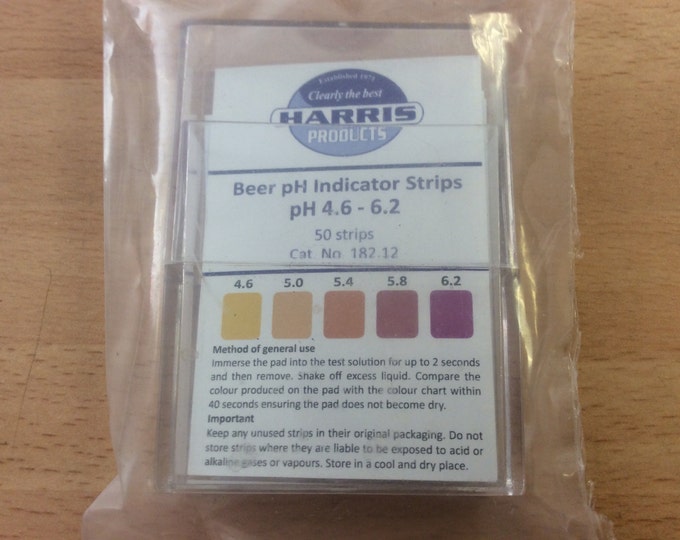 Established 1975
Clearly the best
HARRIS
PRODUCTS
Beer pH Indicator Strips
pH 4.6 - 6.2
50 strips
Cat. No. 182.12
4.6 5.0 5.4 5.8 6.2
Method of general use
Immerse the pad into the test solution for up to 2 seconds
and then remove. Shake off excess liquid. Compare the
colour produced on the pad with the colour chart within
40 seconds ensuring the pad does not become dry.
Important
Keep any unused strips in their original packaging. Do not
store strips where they are liable to be exposed to acid or
alkaline gases or vapours. Store in a cool and dry place.